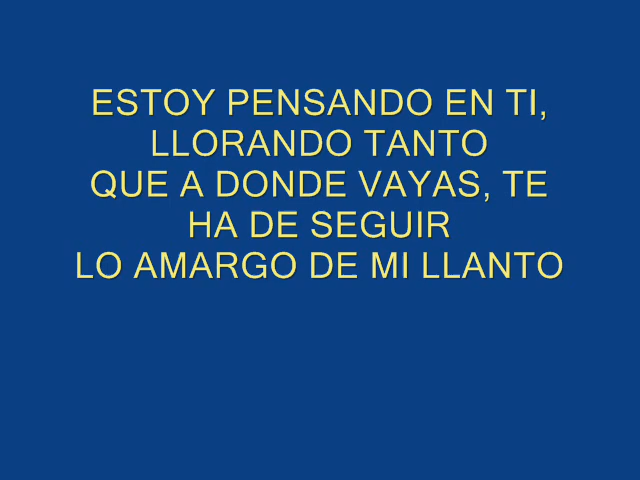 ESTOY PENSANDO EN TI,
LLORANDO TANTO
QUE A DONDE VAYAS, TE
HA DE SEGUIR
LO AMARGO DE MI LLANTO